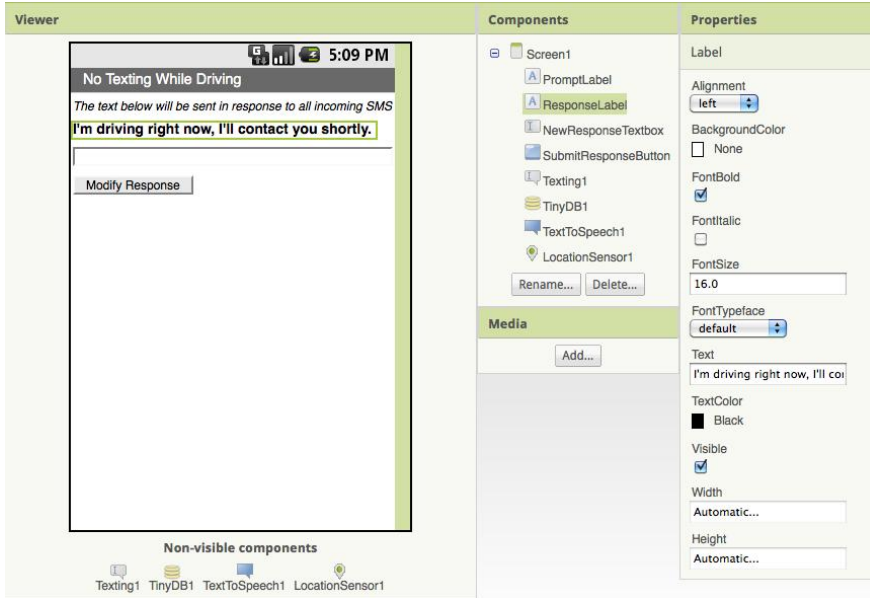 Viewer
5:09 PM
No Texting While Driving
The text below will be sent in response to all incoming SMS
I'm driving right now, I'll contact you shortly.
Modify Response
Non-visible components
Texting1 TinyDB1 TextToSpeech1 LocationSensor1
Components
Screen1
PromptLabel
ResponseLabel
NewResponseTextbox
SubmitResponseButton
Texting1
TinyDB1
TextToSpeech1
LocationSensor1
Rename... Delete...
Media
Add...
Properties
Label
Alignment
left
BackgroundColor
None
FontBold
FontItalic
FontSize
16.0
FontTypeface
default
Text
I'm driving right now, I'll co
TextColor
Black
Visible
Width
Automatic...
Height
Automatic...